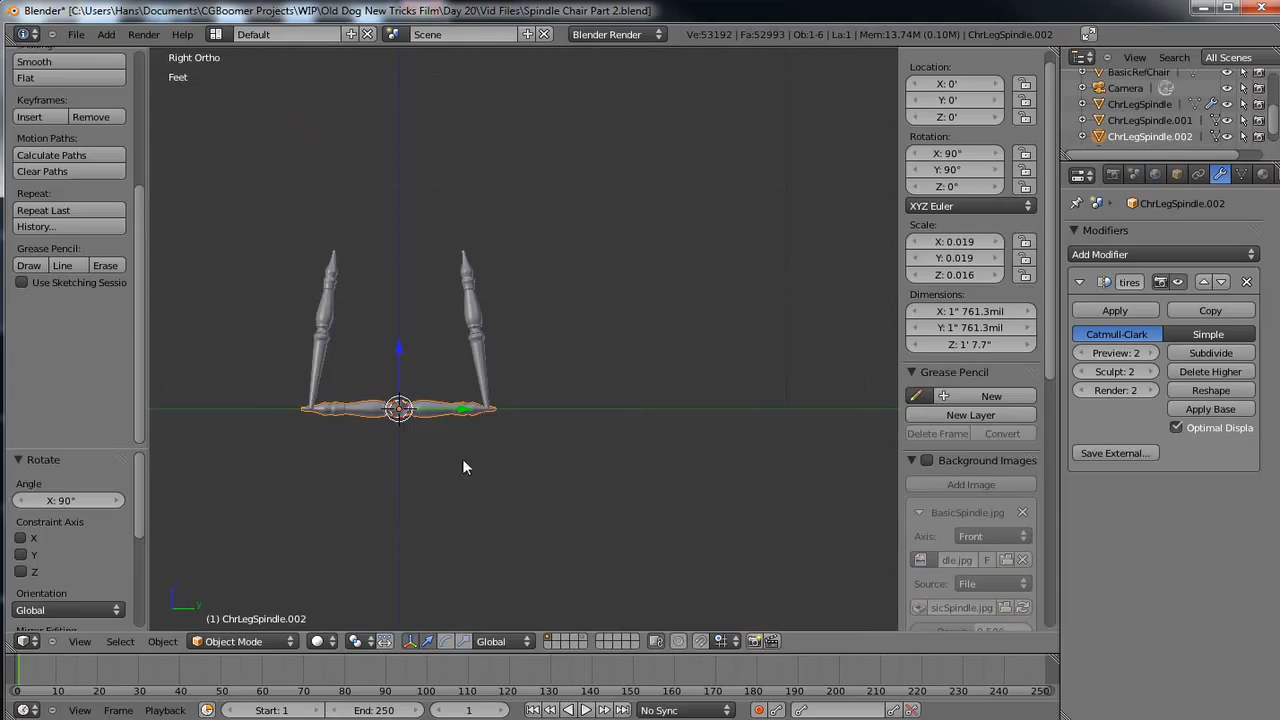 Blender* [C:\Users\Hans\Documents\CGBoomer Projects\WIP\Old Dog New Tricks Film\Day 20\Vid Files\Spindle Chair Part 2.blend]
File Add Render Help Default Scene Blender Render Ve:53192 | Fa:52993 | Ob:1-6 | La:1 | Mem:13.74M (0.10M) | ChrLegSpindle.002
View Search All Scenes
Smooth
Flat
Keyframes:
Insert Remove
Motion Paths:
Calculate Paths
Clear Paths
Repeat:
Repeat Last
History...
Grease Pencil:
Draw Line Erase
Use Sketching Sessio
Rotate
Angle
X: 90°
Constraint Axis
X
Y
Z
Orientation
Global
Right Ortho
Feet
y
(1) ChrLegSpindle.002
Location:
X: 0'
Y: 0'
Z: 0'
Rotation:
X: 90°
Y: 90°
Z: 0°
XYZ Euler
Scale:
X: 0.019
Y: 0.019
Z: 0.016
Dimensions:
X: 1" 761.3mil
Y: 1" 761.3mil
Z: 1' 7.7"
Grease Pencil
New
New Layer
Delete Frame Convert
Background Images
Add Image
BasicSpindle.jpg
Axis: Front
dle.jpg F
Source: File
sicSpindle.jpg
BasicRefChair
Camera
ChrLegSpindle
ChrLegSpindle.001
ChrLegSpindle.002
ChrLegSpindle.002
Modifiers
Add Modifier
tires
Apply Copy
Catmull-Clark Simple
Preview: 2 Subdivide
Sculpt: 2 Delete Higher
Render: 2 Reshape
Apply Base
Optimal Displa
Save External...
View Select Object Object Mode Global
0 10 20 30 40 50 60 70 80 90 100 110 120 130 140 150 160 170 180 190 200 210 220 230 240 250
View Frame Playback Start: 1 End: 250 1 No Sync